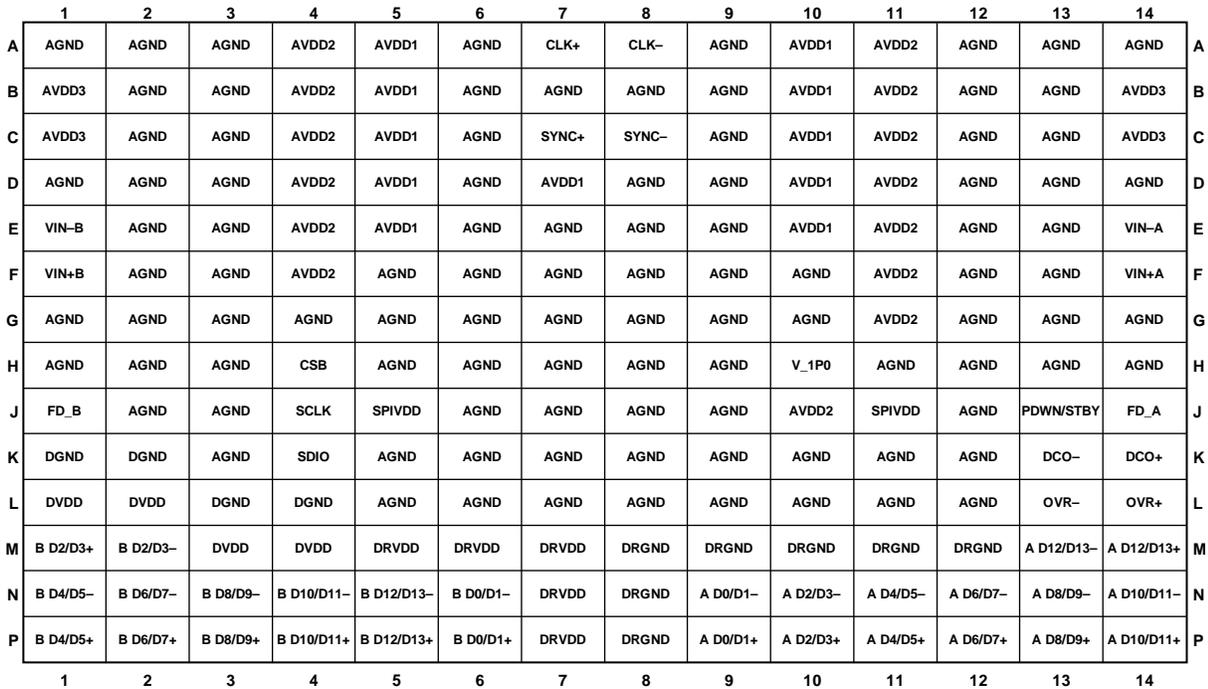 1 2 3 4 5 6 7 8 9 10 11 12 13 14
A AGND AGND AGND AVDD2 AVDD1 AGND CLK+ CLK– AGND AVDD1 AVDD2 AGND AGND AGND A
B AVDD3 AGND AGND AVDD2 AVDD1 AGND AGND AGND AGND AVDD1 AVDD2 AGND AGND AVDD3 B
C AVDD3 AGND AGND AVDD2 AVDD1 AGND SYNC+ SYNC– AGND AVDD1 AVDD2 AGND AGND AVDD3 C
D AGND AGND AGND AVDD2 AVDD1 AGND AVDD1 AGND AGND AVDD1 AVDD2 AGND AGND AGND D
E VIN–B AGND AGND AVDD2 AVDD1 AGND AGND AGND AGND AVDD1 AVDD2 AGND AGND VIN–A E
F VIN+B AGND AGND AVDD2 AGND AGND AGND AGND AGND AGND AVDD2 AGND AGND VIN+A F
G AGND AGND AGND AGND AGND AGND AGND AGND AGND AGND AVDD2 AGND AGND AGND G
H AGND AGND AGND CSB AGND AGND AGND AGND AGND V_1P0 AGND AGND AGND AGND H
J FD_B AGND AGND SCLK SPIVDD AGND AGND AGND AGND AVDD2 SPIVDD AGND PDWN/STBY FD_A J
K DGND DGND AGND SDIO AGND AGND AGND AGND AGND AGND AGND AGND DCO– DCO+ K
L DVDD DVDD DGND DGND AGND AGND AGND AGND AGND AGND AGND AGND OVR– OVR+ L
M B D2/D3+ B D2/D3– DVDD DVDD DRVDD DRVDD DRVDD DRGND DRGND DRGND DRGND DRGND A D12/D13– A D12/D13+ M
N B D4/D5– B D6/D7– B D8/D9– B D10/D11– B D12/D13– B D0/D1– DRVDD DRGND A D0/D1– A D2/D3– A D4/D5– A D6/D7– A D8/D9– A D10/D11– N
P B D4/D5+ B D6/D7+ B D8/D9+ B D10/D11+ B D12/D13+ B D0/D1+ DRVDD DRGND A D0/D1+ A D2/D3+ A D4/D5+ A D6/D7+ A D8/D9+ A D10/D11+ P
1 2 3 4 5 6 7 8 9 10 11 12 13 14